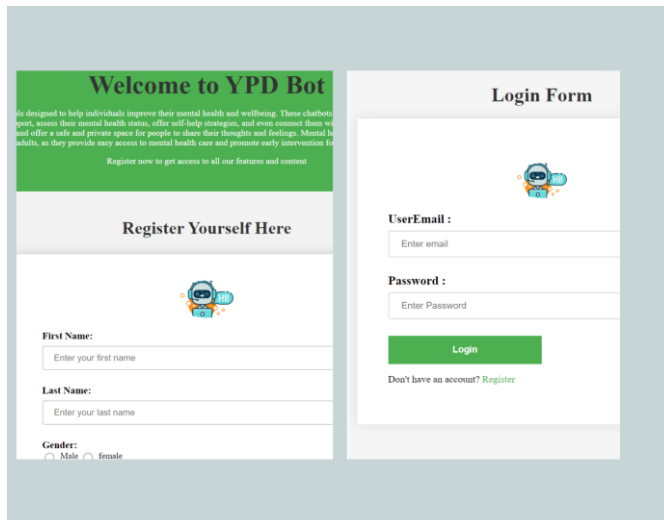 Welcome to YPD Bot
ls designed to help individuals improve their mental health and wellbeing. These chatbots
port, assess their mental health status, offer self-help strategies, and even connect them wi
and offer a safe and private space for people to share their thoughts and feelings. Mental h
adults, as they provide easy access to mental health care and promote early intervention fo
Register now to get access to all our features and content
Register Yourself Here
HI!
First Name:
Enter your first name
Last Name:
Enter your last name
Gender:
Male female
Login Form
HI!
UserEmail :
Enter email
Password :
Enter Password
Login
Don't have an account? Register